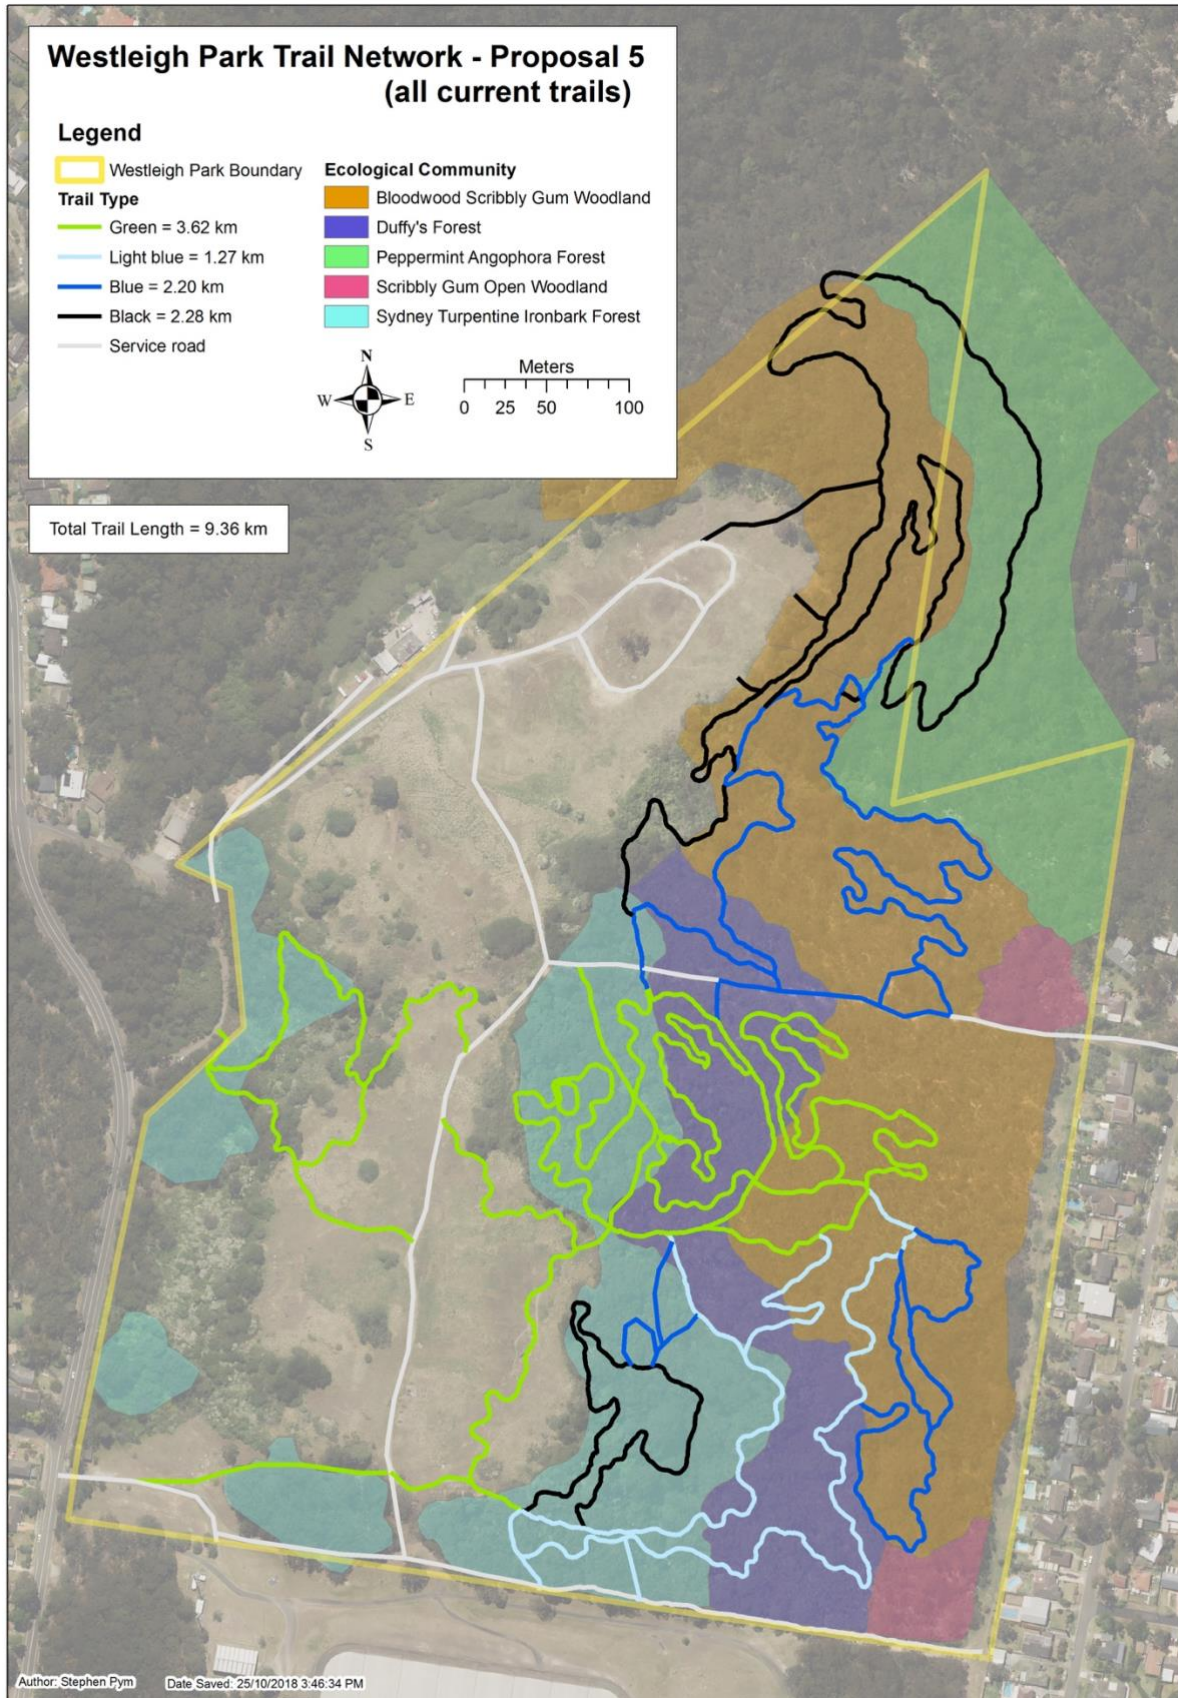 Westleigh Park Trail Network - Proposal 5
(all current trails)
Legend
Westleigh Park Boundary
Trail Type
Green = 3.62 km
Light blue = 1.27 km
Blue = 2.20 km
Black = 2.28 km
Service road
Ecological Community
Bloodwood Scribbly Gum Woodland
Duffy's Forest
Peppermint Angophora Forest
Scribbly Gum Open Woodland
Sydney Turpentine Ironbark Forest
N
W E
S
Meters
0 25 50 100
Total Trail Length = 9.36 km
Author: Stephen Pym Date Saved: 25/10/2018 3:46:34 PM